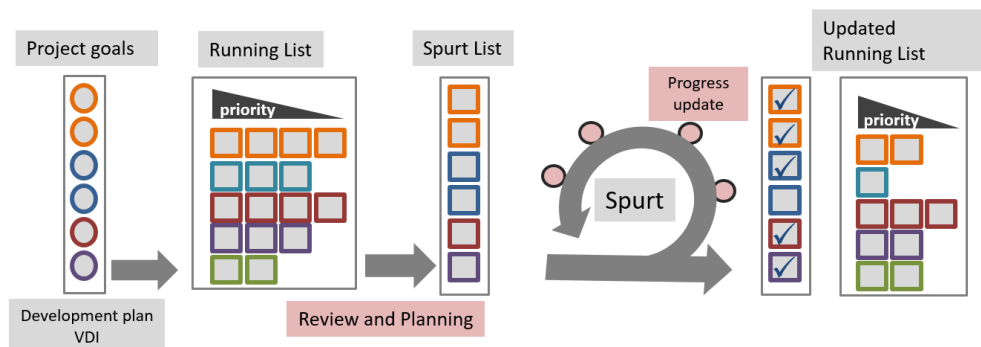 Project goals
Running List
Spurt List
Updated
Running List
Progress
update
priority
priority
Spurt
Development plan
VDI
Review and Planning